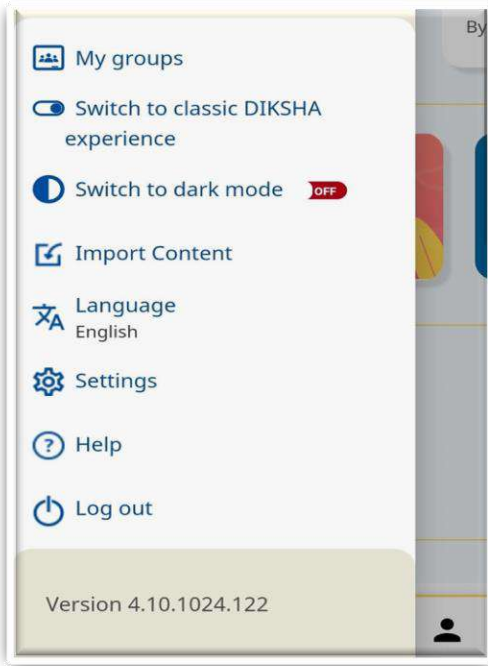 By
My groups
Switch to classic DIKSHA
experience
Switch to dark mode OFF
Import Content
Language
English
Settings
Help
Log out
Version 4.10.1024.122